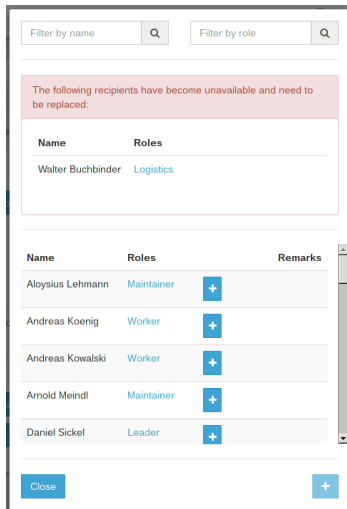 Filter by name Filter by role
The following recipients have become unavailable and need to
be replaced:
Name Roles
Walter Buchbinder Logistics
Name Roles Remarks
Aloysius Lehmann Maintainer +
Andreas Koenig Worker +
Andreas Kowalski Worker +
Arnold Meindl Maintainer +
Daniel Sickel Leader +
Close +